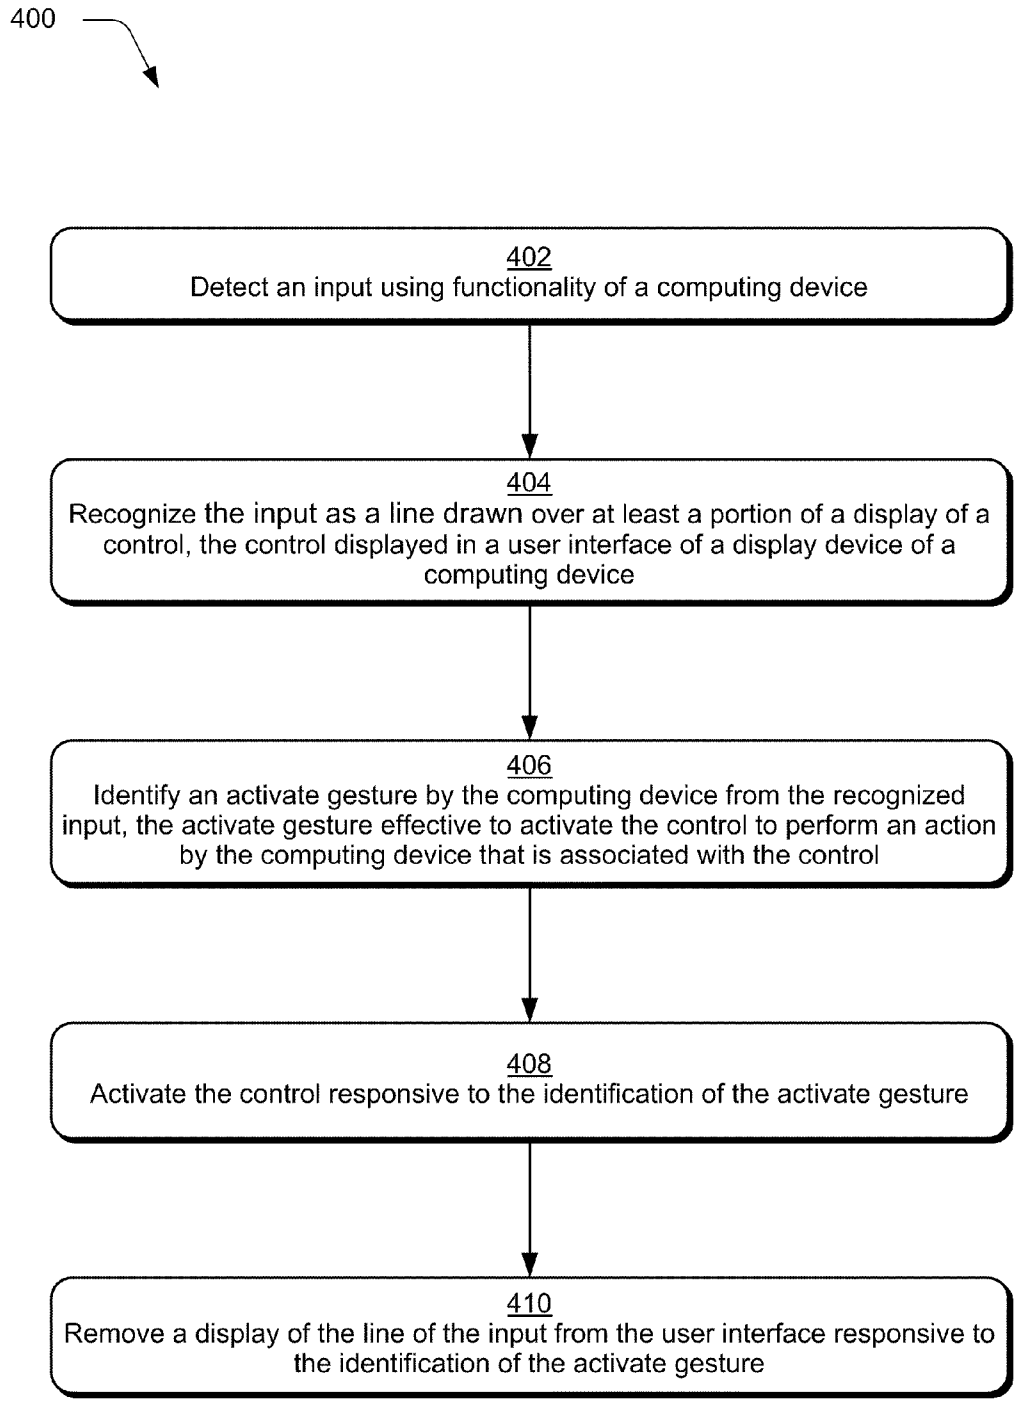 400
402
Detect an input using functionality of a computing device
404
Recognize the input as a line drawn over at least a portion of a display of a
control, the control displayed in a user interface of a display device of a
computing device
406
Identify an activate gesture by the computing device from the recognized
input, the activate gesture effective to activate the control to perform an action
by the computing device that is associated with the control
408
Activate the control responsive to the identification of the activate gesture
410
Remove a display of the line of the input from the user interface responsive to
the identification of the activate gesture